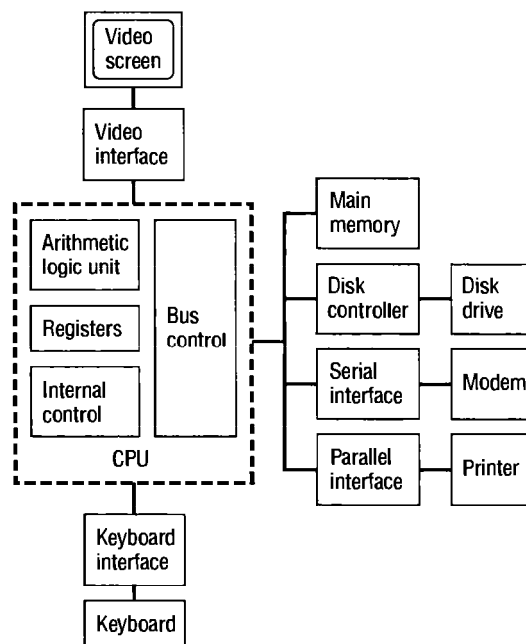 Video
screen
Video
interface
Arithmetic
logic unit
Registers
Internal
control
Bus
control
CPU
Main
memory
Disk
controller
Disk
drive
Serial
interface
Modem
Parallel
interface
Printer
Keyboard
interface
Keyboard